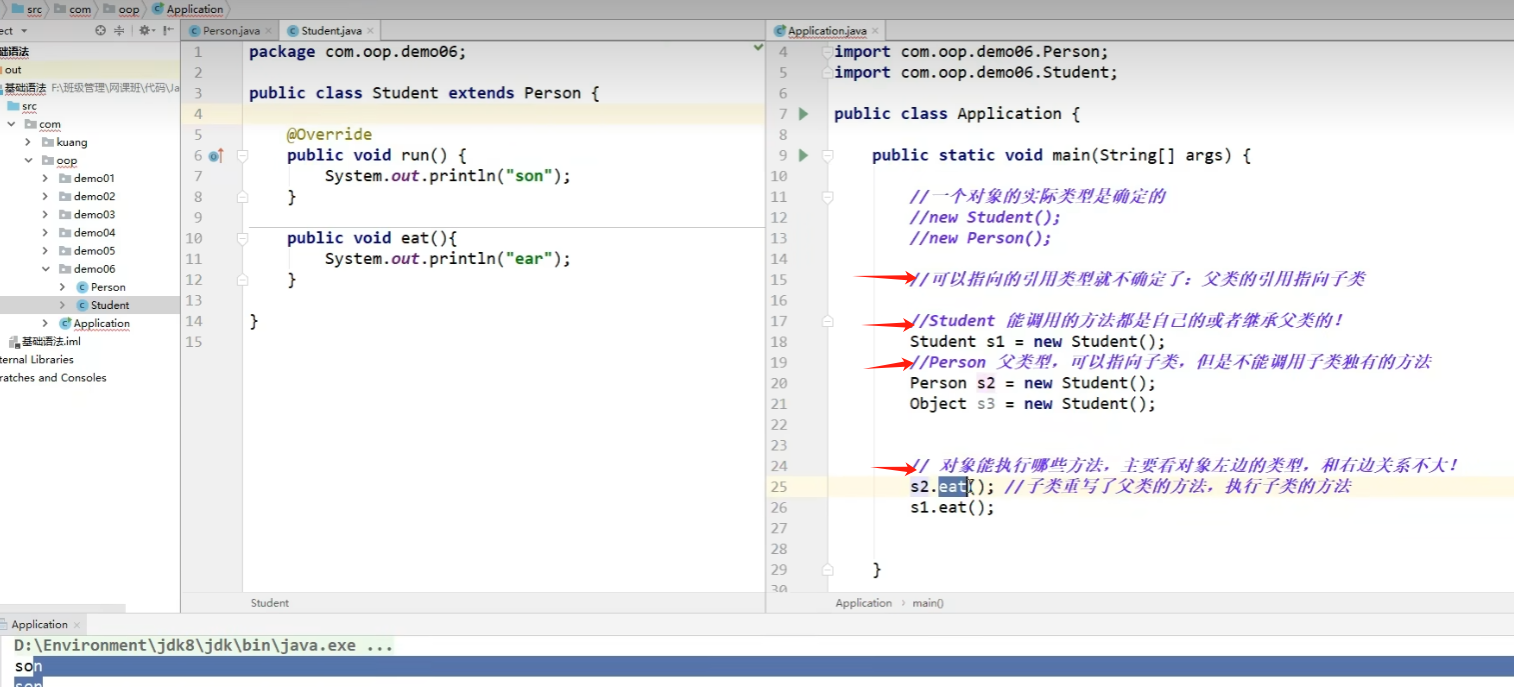 src com oop Application
ect
Person.java Student.java Application.java
础语法
out
基础语法 F:\班级管理\网课班\代码\Ja
src
com
kuang
oop
demo01
demo02
demo03
demo04
demo05
demo06
Person
Student
Application
基础语法.iml
ternal Libraries
ratches and Consoles
1 package com.oop.demo06;
2
3 public class Student extends Person {
4
5 @Override
6 public void run() {
7 System.out.println("son");
8 }
9
10 public void eat(){
11 System.out.println("ear");
12 }
13
14 }
15
Student
4 import com.oop.demo06.Person;
5 import com.oop.demo06.Student;
6
7 public class Application {
8
9 public static void main(String[] args) {
10
11 //一个对象的实际类型是确定的
12 //new Student();
13 //new Person();
14
15 //可以指向的引用类型就不确定了：父类的引用指向子类
16
17 //Student 能调用的方法都是自己的或者继承父类的！
18 Student s1 = new Student();
19 //Person 父类型，可以指向子类，但是不能调用子类独有的方法
20 Person s2 = new Student();
21 Object s3 = new Student();
22
23
24 // 对象能执行哪些方法，主要看对象左边的类型，和右边关系不大！
25 s2.eat(); //子类重写了父类的方法，执行子类的方法
26 s1.eat();
27
28
29 }
30
Application main()
Application
D:\Environment\jdk8\jdk\bin\java.exe ...
son
son